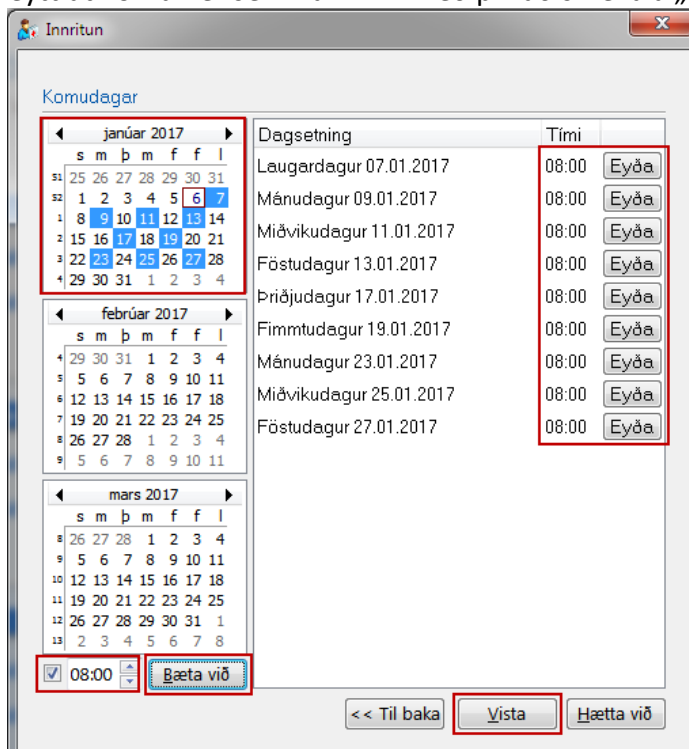 Innritun
Komudagar
janúar 2017
s m þ m f f l
51 25 26 27 28 29 30 31
52 1 2 3 4 5 6 7
1 8 9 10 11 12 13 14
2 15 16 17 18 19 20 21
3 22 23 24 25 26 27 28
4 29 30 31 1 2 3 4
febrúar 2017
s m þ m f f l
4 29 30 31 1 2 3 4
5 5 6 7 8 9 10 11
6 12 13 14 15 16 17 18
7 19 20 21 22 23 24 25
8 26 27 28 1 2 3 4
9 5 6 7 8 9 10 11
mars 2017
s m þ m f f l
8 26 27 28 1 2 3 4
9 5 6 7 8 9 10 11
10 12 13 14 15 16 17 18
11 19 20 21 22 23 24 25
12 26 27 28 29 30 31 1
13 2 3 4 5 6 7 8
08:00 Bæta við
Dagsetning Tími
Laugardagur 07.01.2017 08:00 Eyða
Mánudagur 09.01.2017 08:00 Eyða
Miðvikudagur 11.01.2017 08:00 Eyða
Föstudagur 13.01.2017 08:00 Eyða
Þriðjudagur 17.01.2017 08:00 Eyða
Fimmtudagur 19.01.2017 08:00 Eyða
Mánudagur 23.01.2017 08:00 Eyða
Miðvikudagur 25.01.2017 08:00 Eyða
Föstudagur 27.01.2017 08:00 Eyða
<< Til baka Vista Hætta við